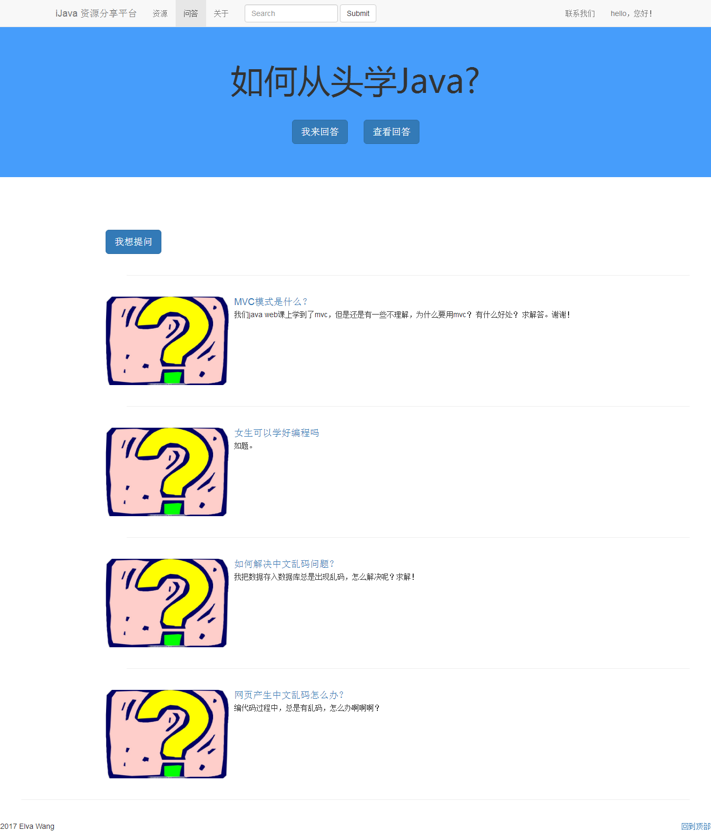 iJava 资源分享平台 资源 问答 关于 Search Submit 联系我们 hello，您好！
如何从头学Java?
我来回答 查看回答
我想提问
MVC模式是什么？
我们java web课上学到了mvc，但是还是有一些不理解，为什么要用mvc？ 有什么好处？ 求解答。谢谢！
女生可以学好编程吗
如题。
如何解决中文乱码问题？
我把数据存入数据库总是出现乱码，怎么解决呢？求解！
网页产生中文乱码怎么办？
编代码过程中，总是有乱码，怎么办啊啊啊？
2017 Elva Wang 回到顶部